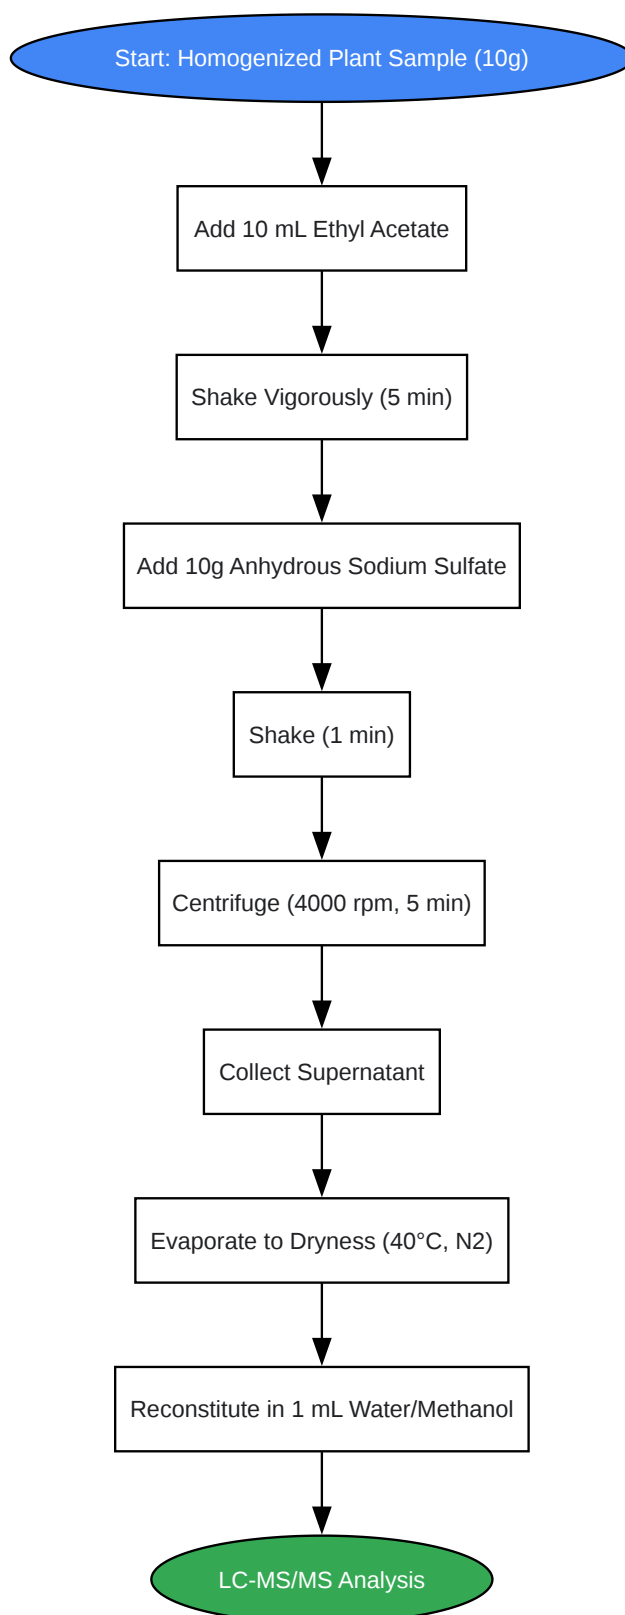 Start: Homogenized Plant Sample (10g)
Add 10 mL Ethyl Acetate
Shake Vigorously (5 min)
Add 10g Anhydrous Sodium Sulfate
Shake (1 min)
Centrifuge (4000 rpm, 5 min)
Collect Supernatant
Evaporate to Dryness (40°C, N2)
Reconstitute in 1 mL Water/Methanol
LC-MS/MS Analysis